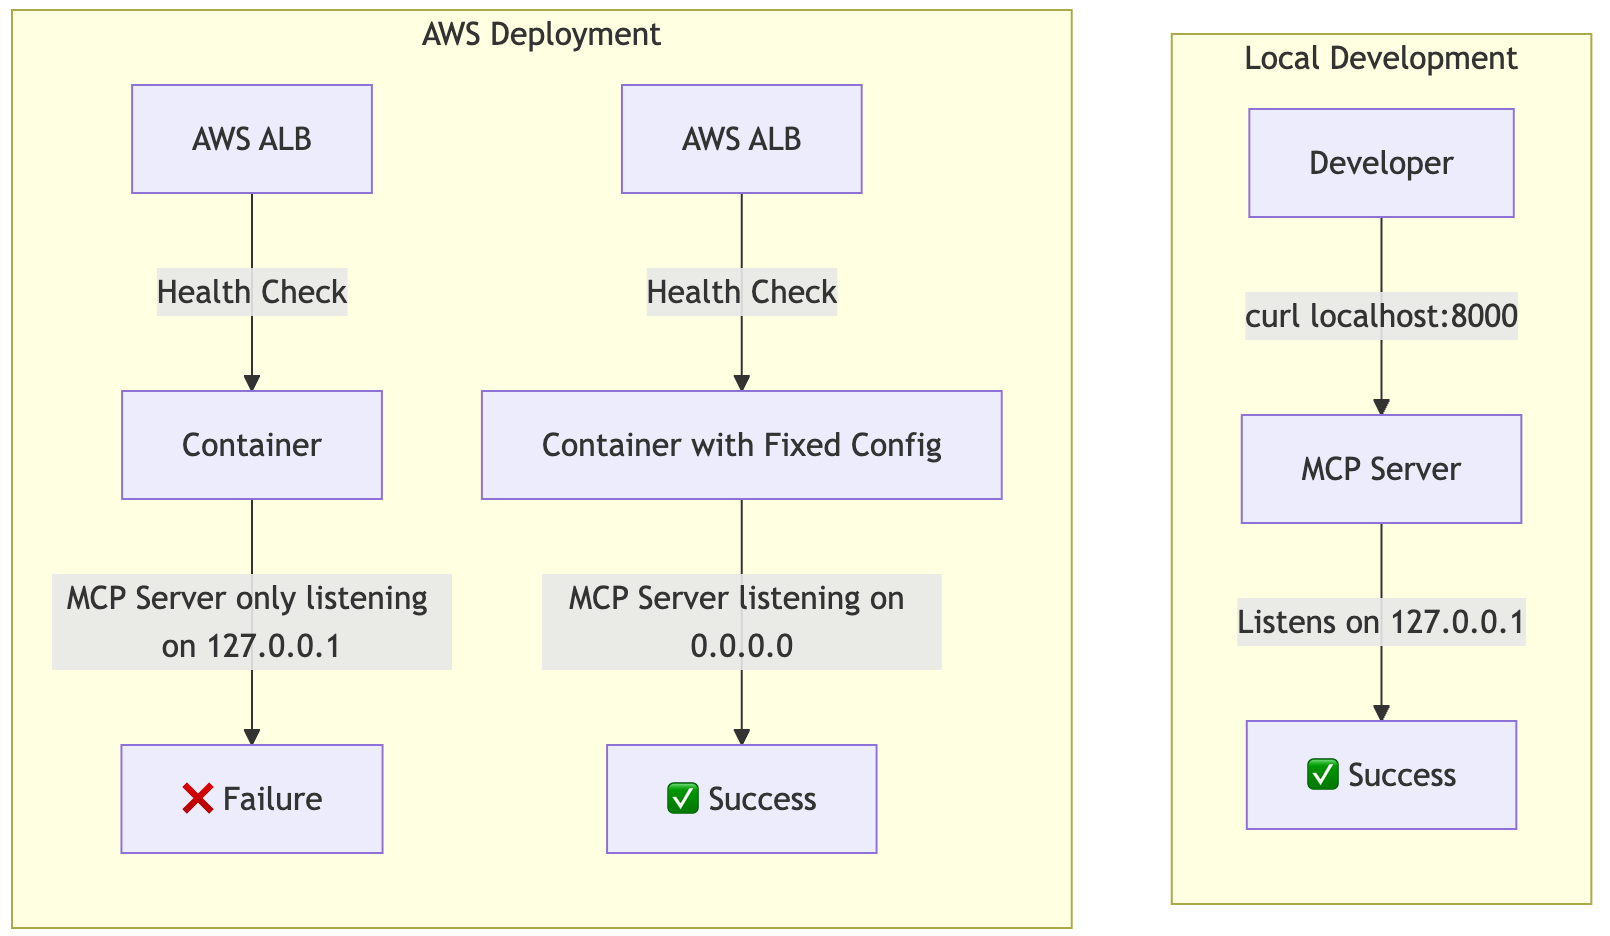 AWS Deployment
AWS ALB
Health Check
Container
MCP Server only listening
on 127.0.0.1
❌ Failure
AWS ALB
Health Check
Container with Fixed Config
MCP Server listening on
0.0.0.0
✅ Success
Local Development
Developer
curl localhost:8000
MCP Server
Listens on 127.0.0.1
✅ Success